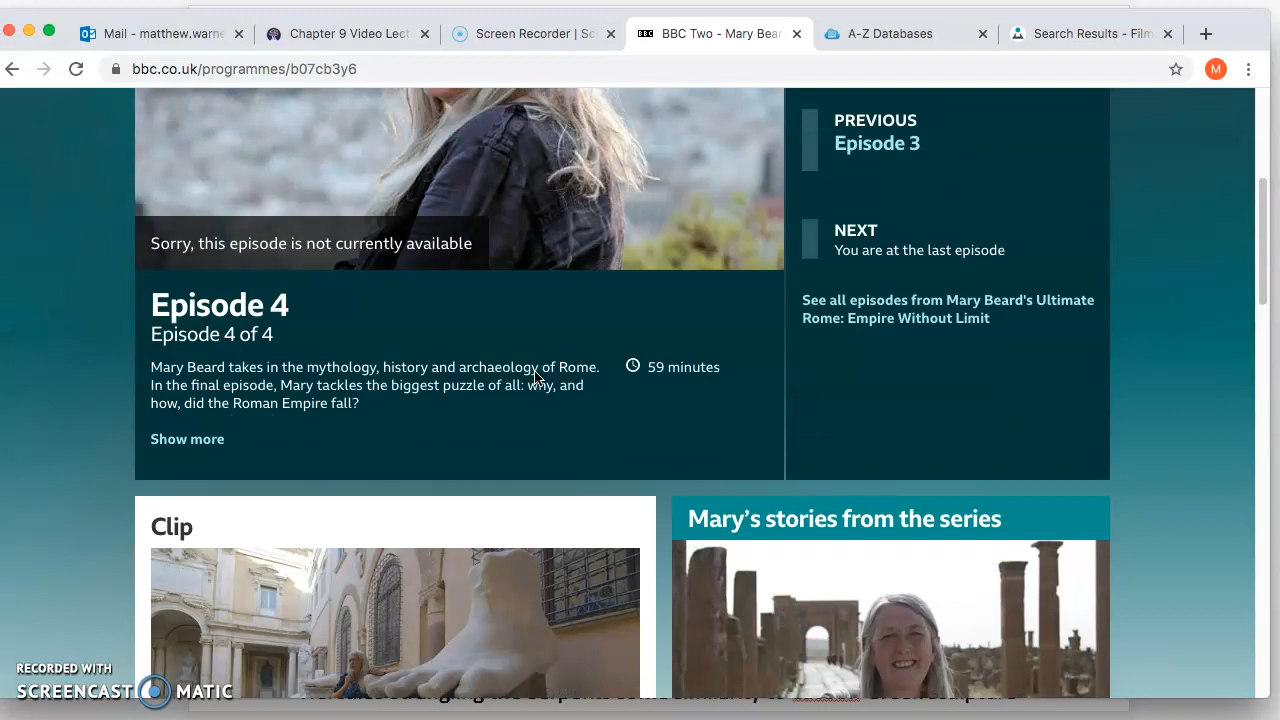 Mail - matthew.warne
Chapter 9 Video Lect
Screen Recorder | Sc
BBC Two - Mary Bear
A-Z Databases
Search Results - Film
bbc.co.uk/programmes/b07cb3y6
M
Sorry, this episode is not currently available
Episode 4
Episode 4 of 4
Mary Beard takes in the mythology, history and archaeology of Rome.
In the final episode, Mary tackles the biggest puzzle of all: why, and
how, did the Roman Empire fall?
59 minutes
Show more
PREVIOUS
Episode 3
NEXT
You are at the last episode
See all episodes from Mary Beard's Ultimate
Rome: Empire Without Limit
Clip
Mary's stories from the series
RECORDED WITH
SCREENCAST MATIC